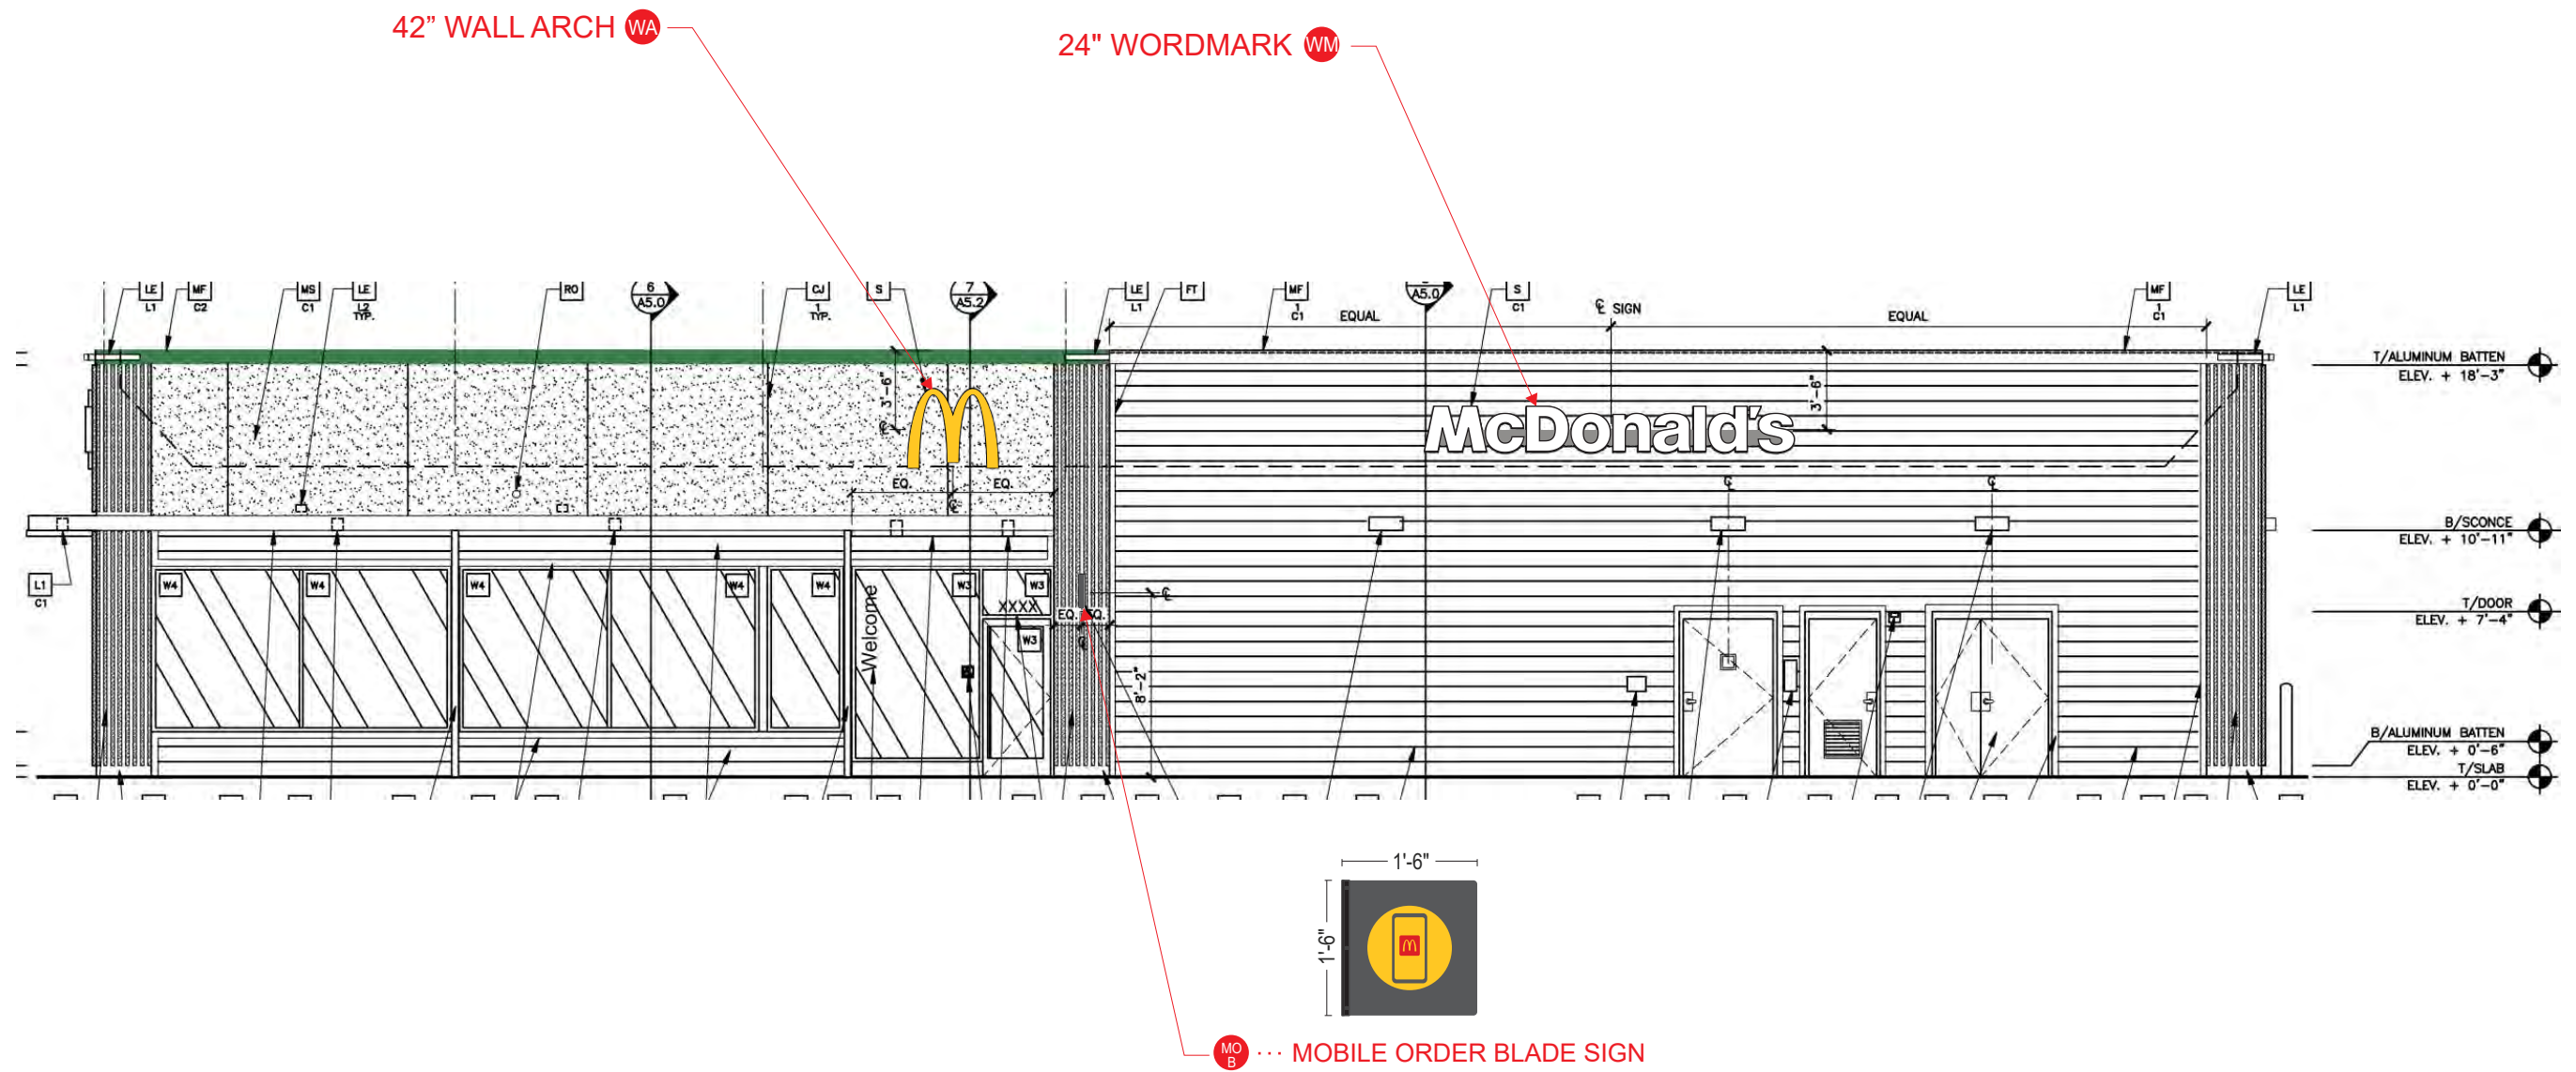 42” WALL ARCH WA
24" WORDMARK WM
LE
L1
MF
C2
MS
C1
LE
L2
TYP.
RO
6
A5.0
CJ
1
TYP.
S
7
A5.2
LE
L1
FT
MF
1
C1
EQUAL
A5.0
S
C1
℄ SIGN
EQUAL
MF
1
C1
LE
L1
T/ALUMINUM BATTEN
ELEV. + 18'-3"
3'-6"
℄
McDonald's
3'-6"
EQ.
EQ.
℄
℄
℄
B/SCONCE
ELEV. + 10'-11"
L1
C1
W4
W4
W4
W4
W4
Welcome
W3
W3
XXXX
W3
EQ.
EQ.
℄
℄
8'-2"
T/DOOR
ELEV. + 7'-4"
B/ALUMINUM BATTEN
ELEV. + 0'-6"
T/SLAB
ELEV. + 0'-0"
1'-6"
1'-6"
MO
B
··· MOBILE ORDER BLADE SIGN